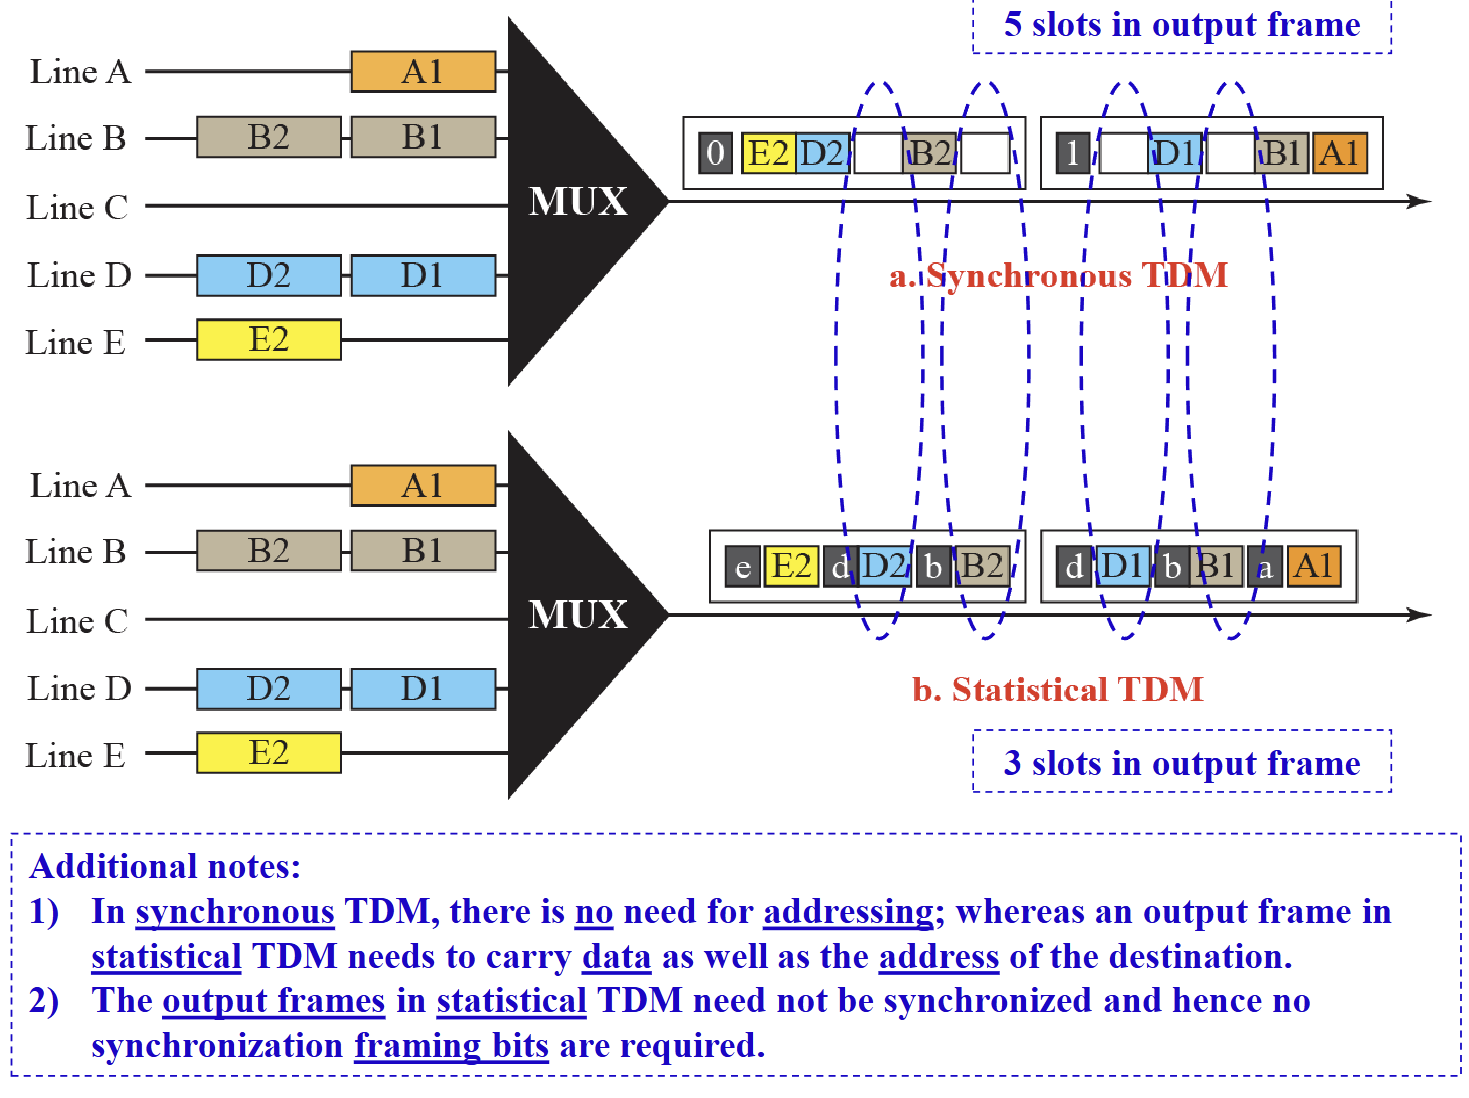 5 slots in output frame
Line A A1
Line B B2 B1
Line C
Line D D2 D1
Line E E2
MUX
0 E2 D2 B2 1 D1 B1 A1
a. Synchronous TDM
Line A A1
Line B B2 B1
Line C
Line D D2 D1
Line E E2
MUX
e E2 d D2 b B2 d D1 b B1 a A1
b. Statistical TDM
3 slots in output frame
Additional notes:
1) In synchronous TDM, there is no need for addressing; whereas an output frame in
statistical TDM needs to carry data as well as the address of the destination.
2) The output frames in statistical TDM need not be synchronized and hence no
synchronization framing bits are required.